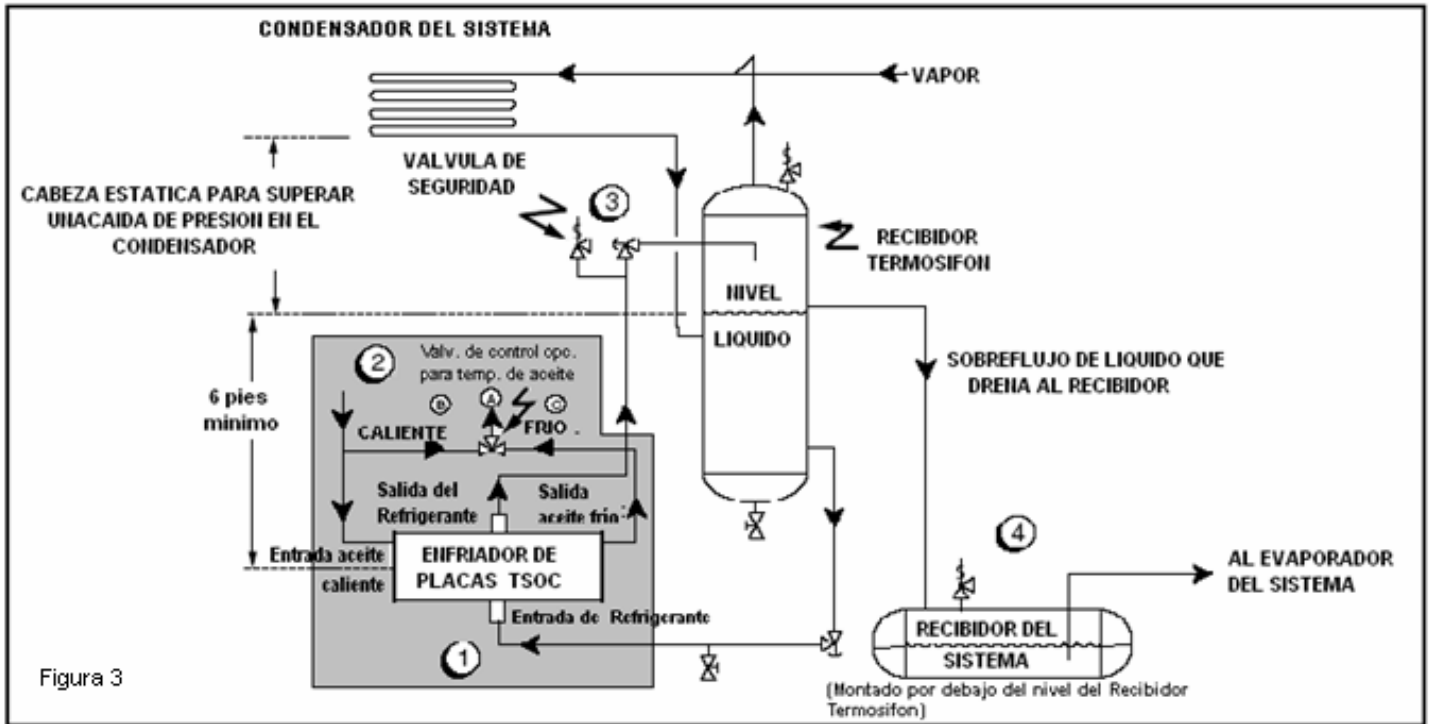 CONDENSADOR DEL SISTEMA
VAPOR
VALVULA DE
SEGURIDAD
3
CABEZA ESTATICA PARA SUPERAR
UNACAIDA DE PRESION EN EL
CONDENSADOR
RECIBIDOR
TERMOSIFON
NIVEL
LIQUIDO
2
Valv. de control opc.
para temp. de aceite
B
A
C
CALIENTE
FRIO
6 pies
minimo
SOBREFLUJO DE LIQUIDO QUE
DRENA AL RECIBIDOR
Salida del
Refrigerante
Salida
aceite frio
Entrada aceite
caliente
ENFRIADOR DE
PLACAS TSOC
Entrada de Refrigerante
1
4
AL EVAPORADOR
DEL SISTEMA
RECIBIDOR DEL
SISTEMA
(Montado por debajo del nivel del Recibidor
Termosifon)
Figura 3